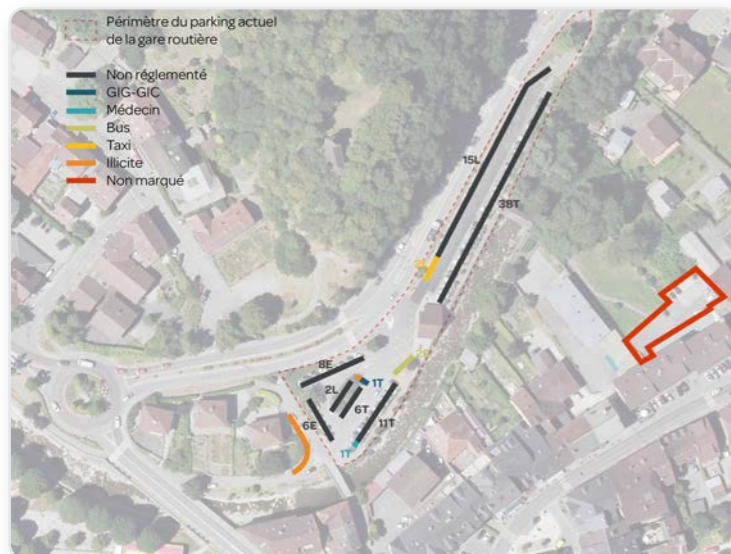 Périmètre du parking actuel
de la gare routière
Non réglementé
GIG-GIC
Médecin
Bus
Taxi
Illicite
Non marqué
15L
38T
8E
1T
2L
6T
6E
11T
1T